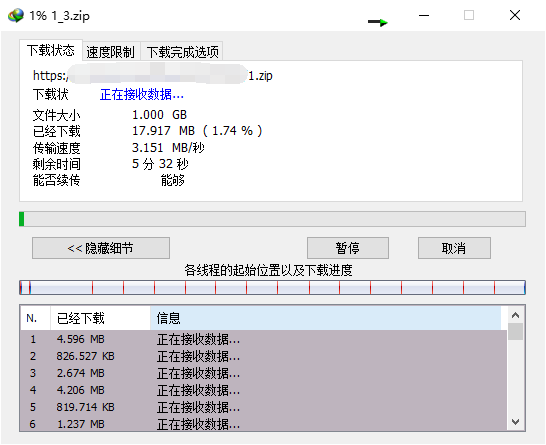 1% 1_3.zip
下载状态 速度限制 下载完成选项
https:/ 1.zip
下载状 正在接收数据...
文件大小 1.000 GB
已经下载 17.917 MB ( 1.74 % )
传输速度 3.151 MB/秒
剩余时间 5 分 32 秒
能否续传 能够
<< 隐藏细节 暂停 取消
各线程的起始位置以及下载进度
N. 已经下载 信息
1 4.596 MB 正在接收数据...
2 826.527 KB 正在接收数据...
3 2.674 MB 正在接收数据...
4 4.206 MB 正在接收数据...
5 819.714 KB 正在接收数据...
6 1.237 MB 正在接收数据...